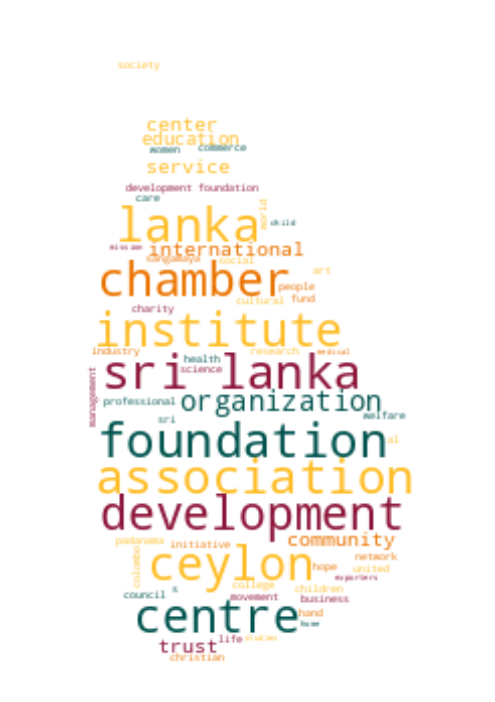 society
center
education
women commerce
service
development foundation
care
world
lanka child
mission international
sangamaya social
chamber art
people
cultural fund
charity
institute
industry research medical
health
sri lanka
science
management
professional organization
sri welfare
foundation
al
association
development
padanama initiative community
colombo ceylon network
hope united
exporters
college children
council s
movement business
centre hand
home
trust life
christian